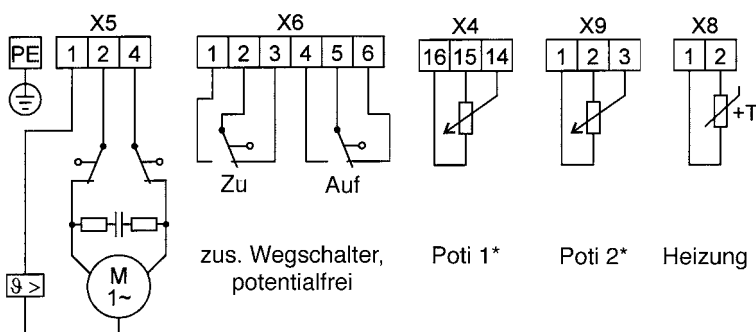 X5 X6 X4 X9 X8
PE 1 2 4 1 2 3 4 5 6 16 15 14 1 2 3 1 2
+T
Zu Auf
zus. Wegschalter, Poti 1* Poti 2* Heizung
potentialfrei
M
1~
ϑ >